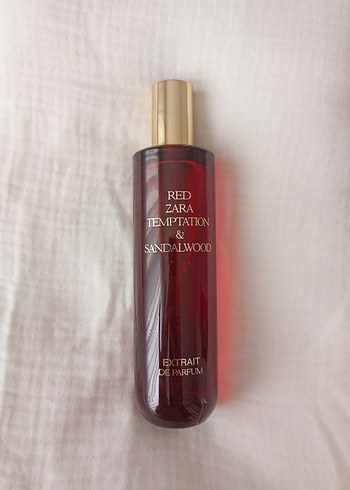 RED
ZARA
TEMPTATION
&
SANDALWOOD
EXTRAIT
DE PARFUM